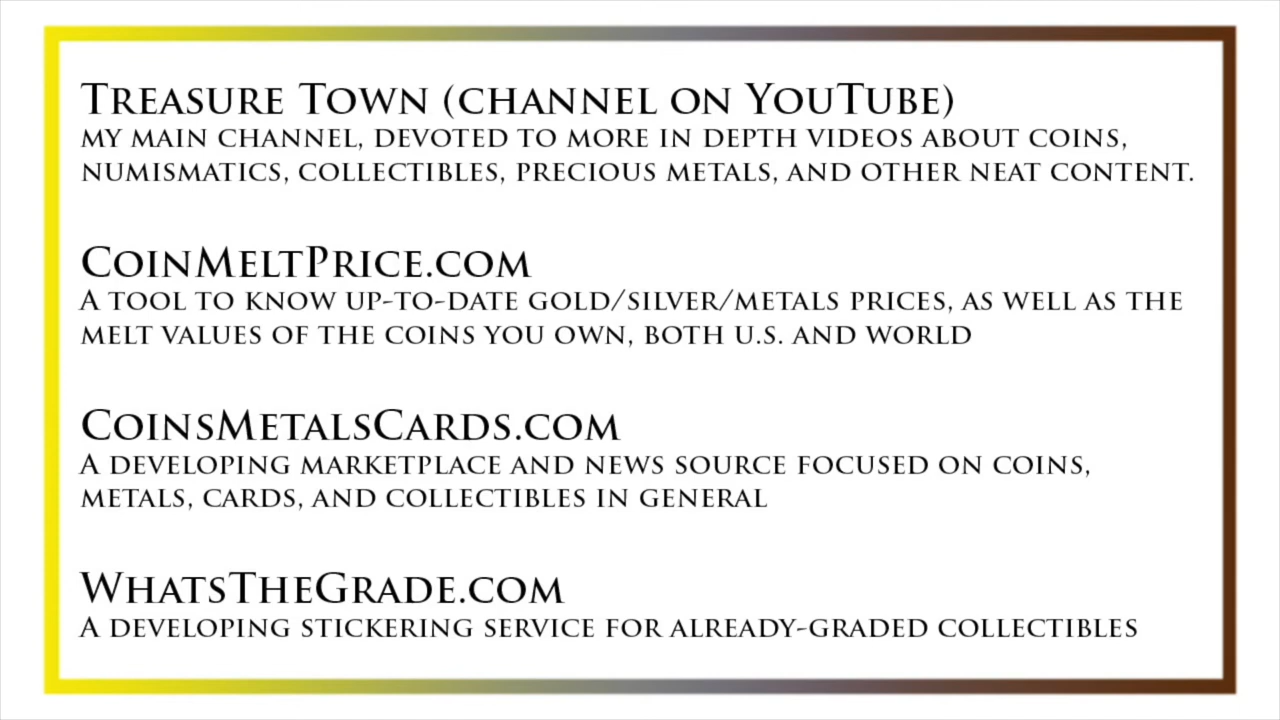 Treasure Town (channel on YouTube)
my main channel, devoted to more in depth videos about coins,
numismatics, collectibles, precious metals, and other neat content.
CoinMeltPrice.com
A tool to know up-to-date gold/silver/metals prices, as well as the
melt values of the coins you own, both U.S. and world
CoinsMetalsCards.com
A developing marketplace and news source focused on coins,
metals, cards, and collectibles in general
WhatsTheGrade.com
A developing stickering service for already-graded collectibles